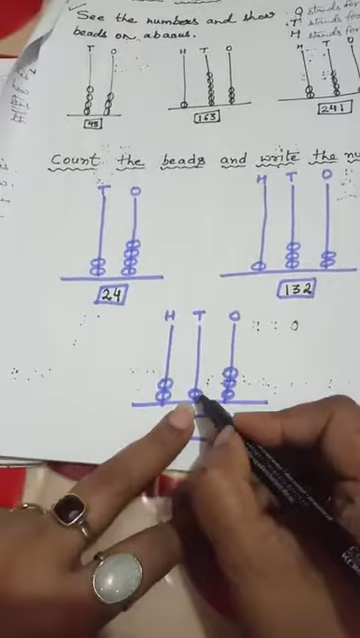 See the numbers and show
beads on abacus.
O stands for
T stands for
H stands for
T O
H T O
H T O
43
163
241
Count the beads and write the
T O
H T O
24
132
H T O